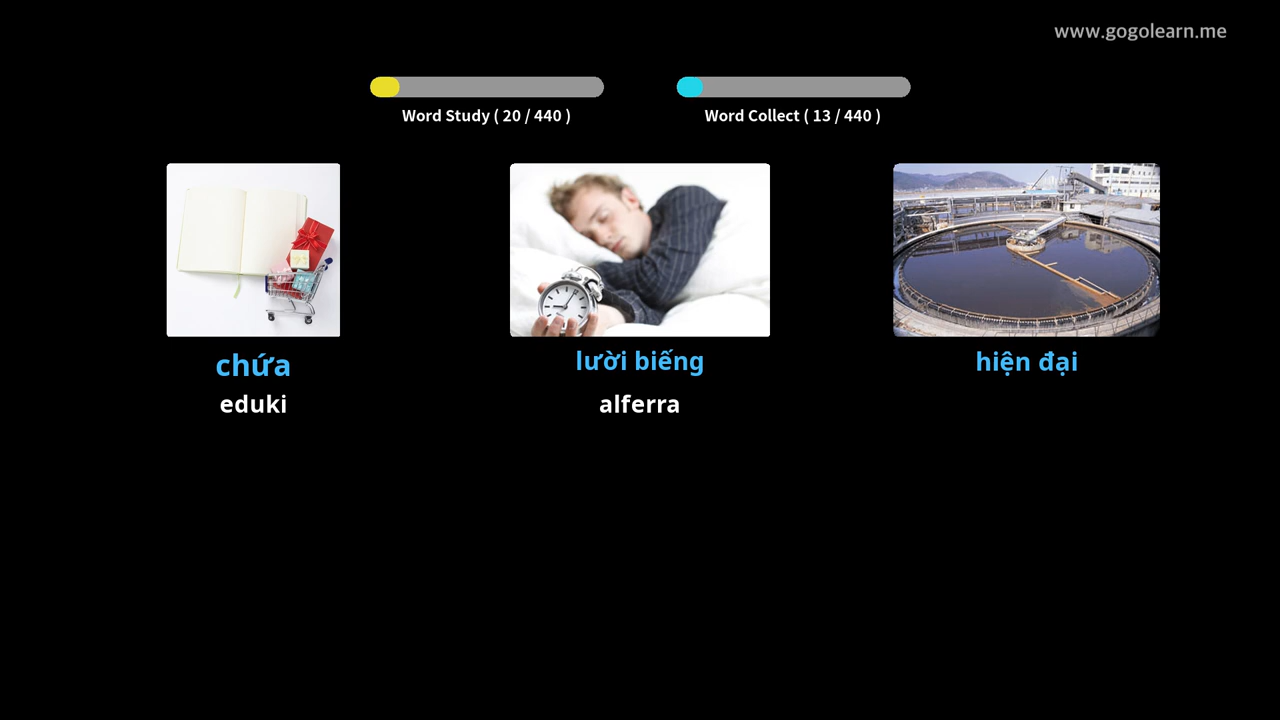 www.gogolearn.me
Word Study ( 20 / 440 )
Word Collect ( 13 / 440 )
chứa
lười biếng
hiện đại
eduki
alferra